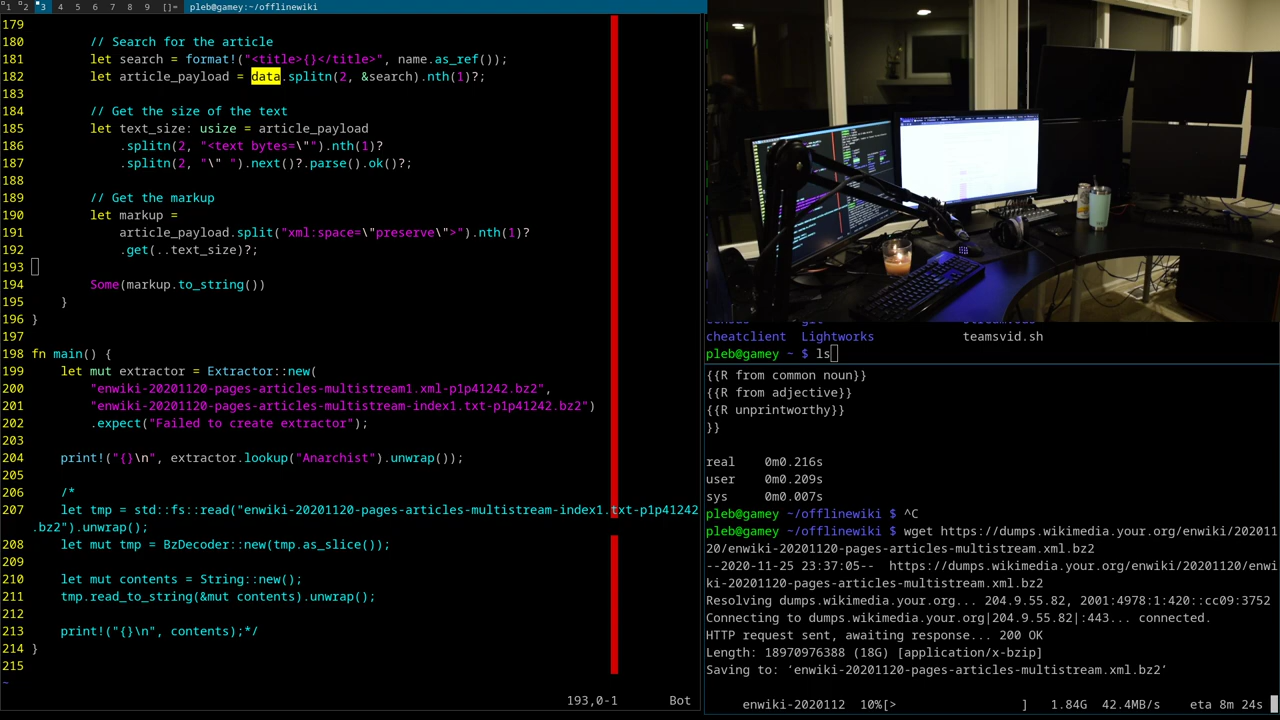 1 2 3 4 5 6 7 8 9 []= pleb@gamey:~/offlinewiki
179
180         // Search for the article
181         let search = format!("<title>{}</title>", name.as_ref());
182         let article_payload = data.splitn(2, &search).nth(1)?;
183
184         // Get the size of the text
185         let text_size: usize = article_payload
186             .splitn(2, "<text bytes=\"").nth(1)?
187             .splitn(2, "\" ").next()?.parse().ok()?;
188
189         // Get the markup
190         let markup =
191             article_payload.split("xml:space=\"preserve\">").nth(1)?
192             .get(..text_size)?;
193
194         Some(markup.to_string())
195     }
196 }
197
198 fn main() {
199     let mut extractor = Extractor::new(
200         "enwiki-20201120-pages-articles-multistream1.xml-p1p41242.bz2",
201         "enwiki-20201120-pages-articles-multistream-index1.txt-p1p41242.bz2")
202         .expect("Failed to create extractor");
203
204     print!("{}\n", extractor.lookup("Anarchist").unwrap());
205
206     /*
207     let tmp = std::fs::read("enwiki-20201120-pages-articles-multistream-index1.txt-p1p41242
.bz2").unwrap();
208     let mut tmp = BzDecoder::new(tmp.as_slice());
209
210     let mut contents = String::new();
211     tmp.read_to_string(&mut contents).unwrap();
212
213     print!("{}\n", contents);*/
214 }
215
~
193,0-1 Bot
cheatclient  Lightworks teamsvid.sh
pleb@gamey ~ $ ls
{{R from common noun}}
{{R from adjective}}
{{R unprintworthy}}
}}
real    0m0.216s
user    0m0.209s
sys     0m0.007s
pleb@gamey ~/offlinewiki $ ^C
pleb@gamey ~/offlinewiki $ wget https://dumps.wikimedia.your.org/enwiki/202011
20/enwiki-20201120-pages-articles-multistream.xml.bz2
--2020-11-25 23:37:05--  https://dumps.wikimedia.your.org/enwiki/20201120/enwi
ki-20201120-pages-articles-multistream.xml.bz2
Resolving dumps.wikimedia.your.org... 204.9.55.82, 2001:4978:1:420::cc09:3752
Connecting to dumps.wikimedia.your.org|204.9.55.82|:443... connected.
HTTP request sent, awaiting response... 200 OK
Length: 18970976388 (18G) [application/x-bzip]
Saving to: ‘enwiki-20201120-pages-articles-multistream.xml.bz2’
enwiki-2020112  10%[>                  ]   1.84G  42.4MB/s    eta 8m 24s